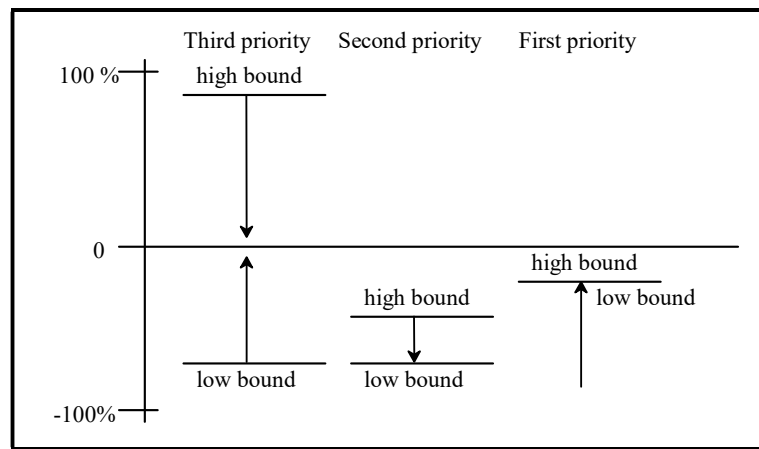 Third priority Second priority First priority
100 % high bound
0
high bound
high bound low bound
low bound low bound
-100%